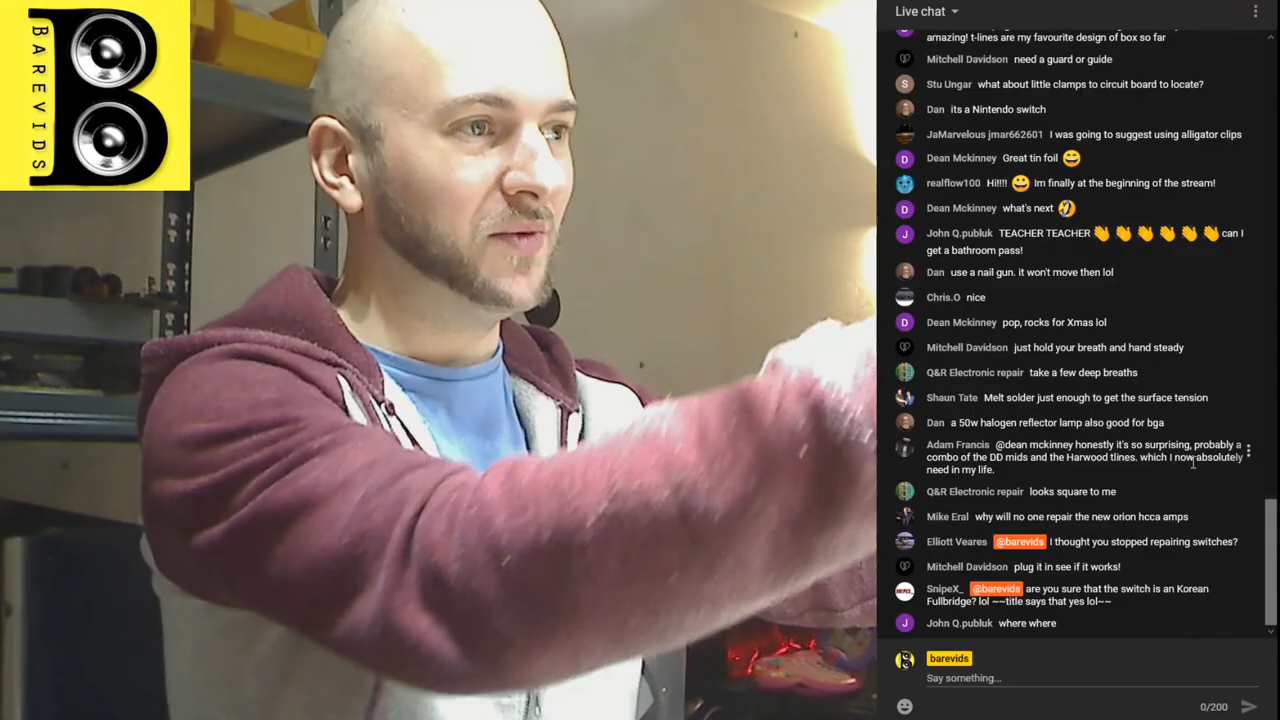 BAREVIDS
Live chat
amazing! t-lines are my favourite design of box so far
Mitchell Davidson need a guard or guide
S Stu Ungar what about little clamps to circuit board to locate?
Dan its a Nintendo switch
JaMarvelous jmar662601 I was going to suggest using alligator clips
D Dean Mckinney Great tin foil 😄
realflow100 Hi!!!! 😀 Im finally at the beginning of the stream!
D Dean Mckinney what's next 🤣
J John Q.publuk TEACHER TEACHER 👏 👏 👏 👏 👏 👏 can I
get a bathroom pass!
Dan use a nail gun. it won't move then lol
Chris.O nice
D Dean Mckinney pop, rocks for Xmas lol
Mitchell Davidson just hold your breath and hand steady
Q&R Electronic repair take a few deep breaths
Shaun Tate Melt solder just enough to get the surface tension
Dan a 50w halogen reflector lamp also good for bga
Adam Francis @dean mckinney honestly it's so surprising, probably a
combo of the DD mids and the Harwood tlines. which I now absolutely
need in my life.
Q&R Electronic repair looks square to me
Mike Eral why will no one repair the new orion hcca amps
Elliott Veares @barevids I thought you stopped repairing switches?
Mitchell Davidson plug it in see if it works!
SnipeX_ @barevids are you sure that the switch is an Korean
Fullbridge? lol ~~title says that yes lol~~
J John Q.publuk where where
barevids
Say something...
0/200